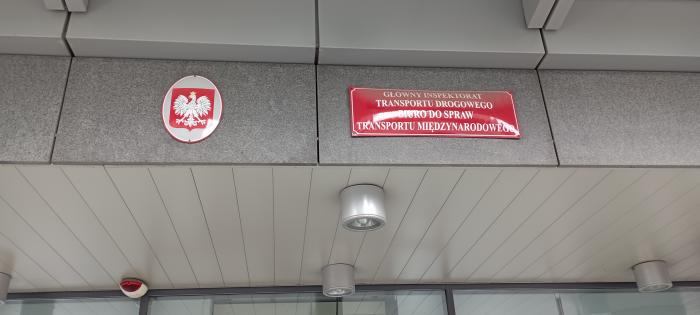 GŁÓWNY INSPEKTORAT
TRANSPORTU DROGOWEGO
BIURO DO SPRAW
TRANSPORTU MIĘDZYNARODOWEGO